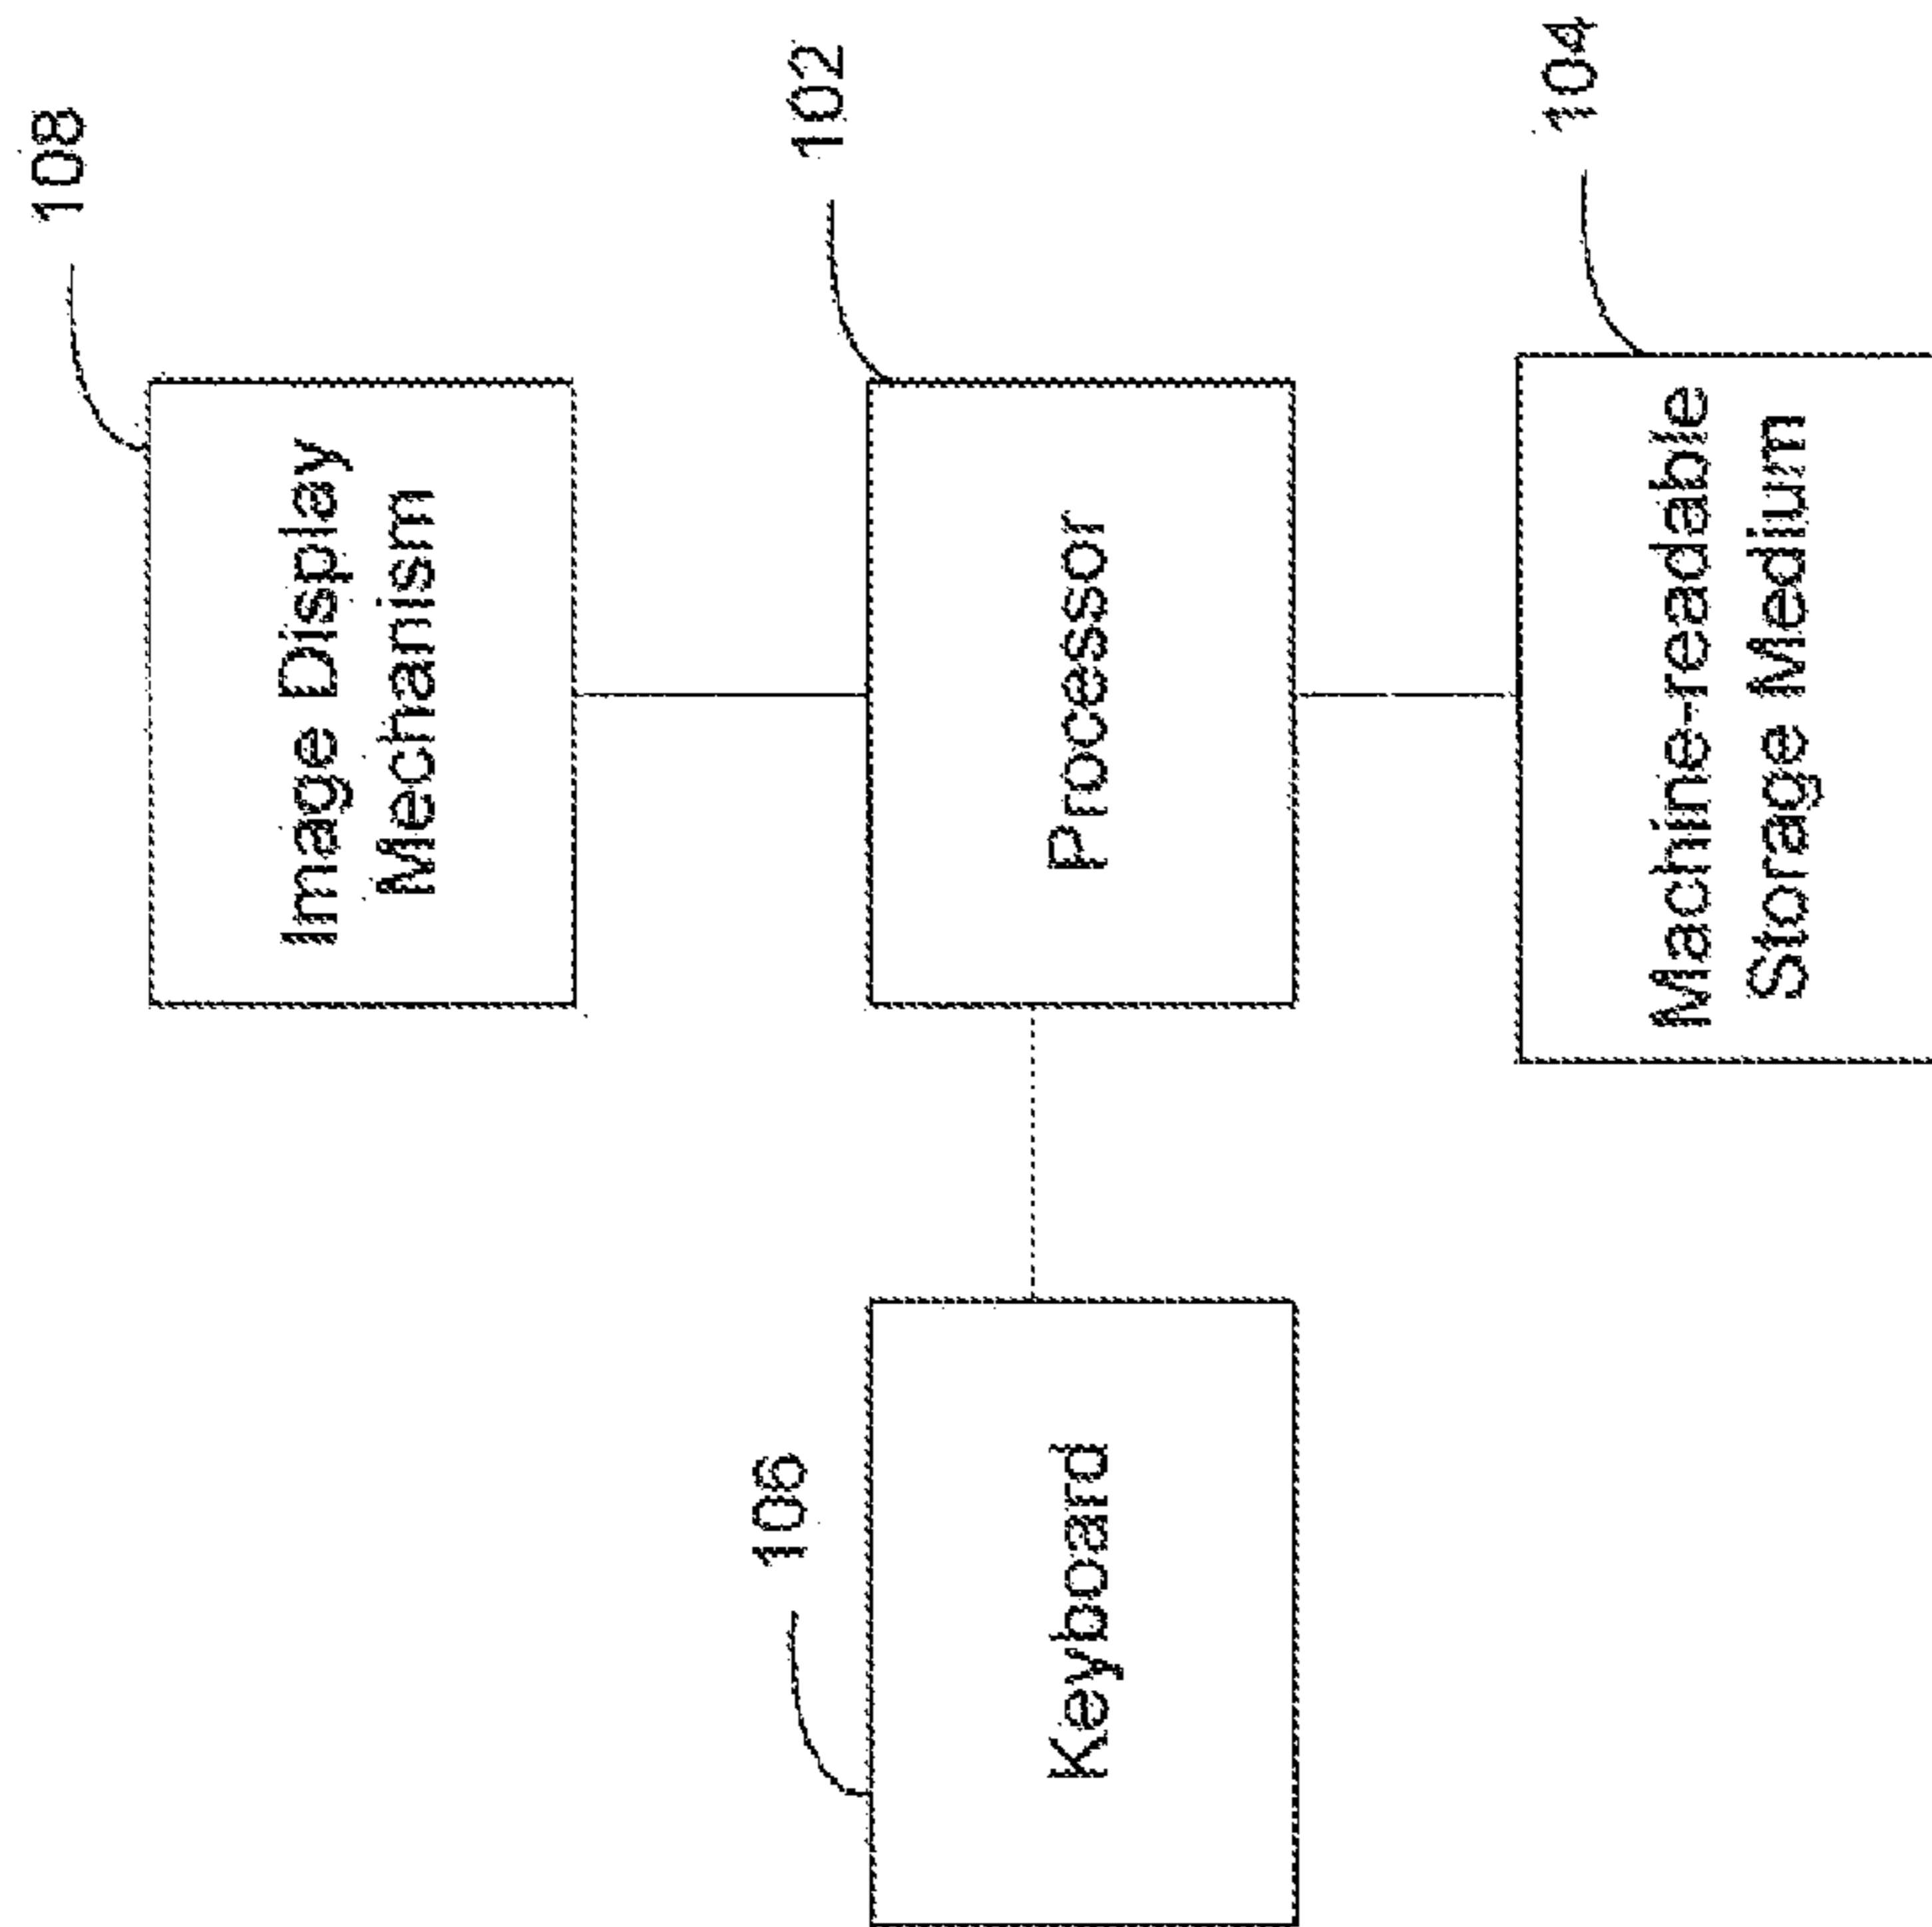 108
Image Display
Mechanism
102
Processor
104
Machine-readable
Storage Medium
106
Keyboard